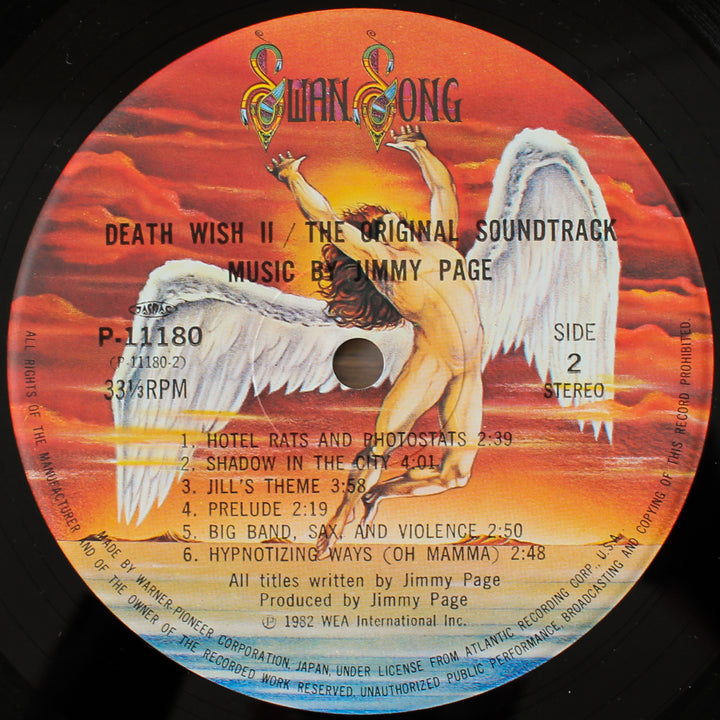 SWAN SONG
DEATH WISH II / THE ORIGINAL SOUNDTRACK
MUSIC BY JIMMY PAGE
JASRAC
P-11180
(P-11180-2)
33⅓RPM
SIDE
2
STEREO
1. HOTEL RATS AND PHOTOSTATS 2:39
2. SHADOW IN THE CITY 4:01
3. JILL'S THEME 3:58
4. PRELUDE 2:19
5. BIG BAND, SAX, AND VIOLENCE 2:50
6. HYPNOTIZING WAYS (OH MAMMA) 2:48
All titles written by Jimmy Page
Produced by Jimmy Page
Ⓟ 1982 WEA International Inc.
MADE BY WARNER-PIONEER CORPORATION, JAPAN, UNDER LICENSE FROM ATLANTIC RECORDING CORP., U.S.A.
ALL RIGHTS OF THE MANUFACTURER AND OF THE OWNER OF THE RECORDED WORK RESERVED. UNAUTHORIZED PUBLIC PERFORMANCE, BROADCASTING AND COPYING OF THIS RECORD PROHIBITED.